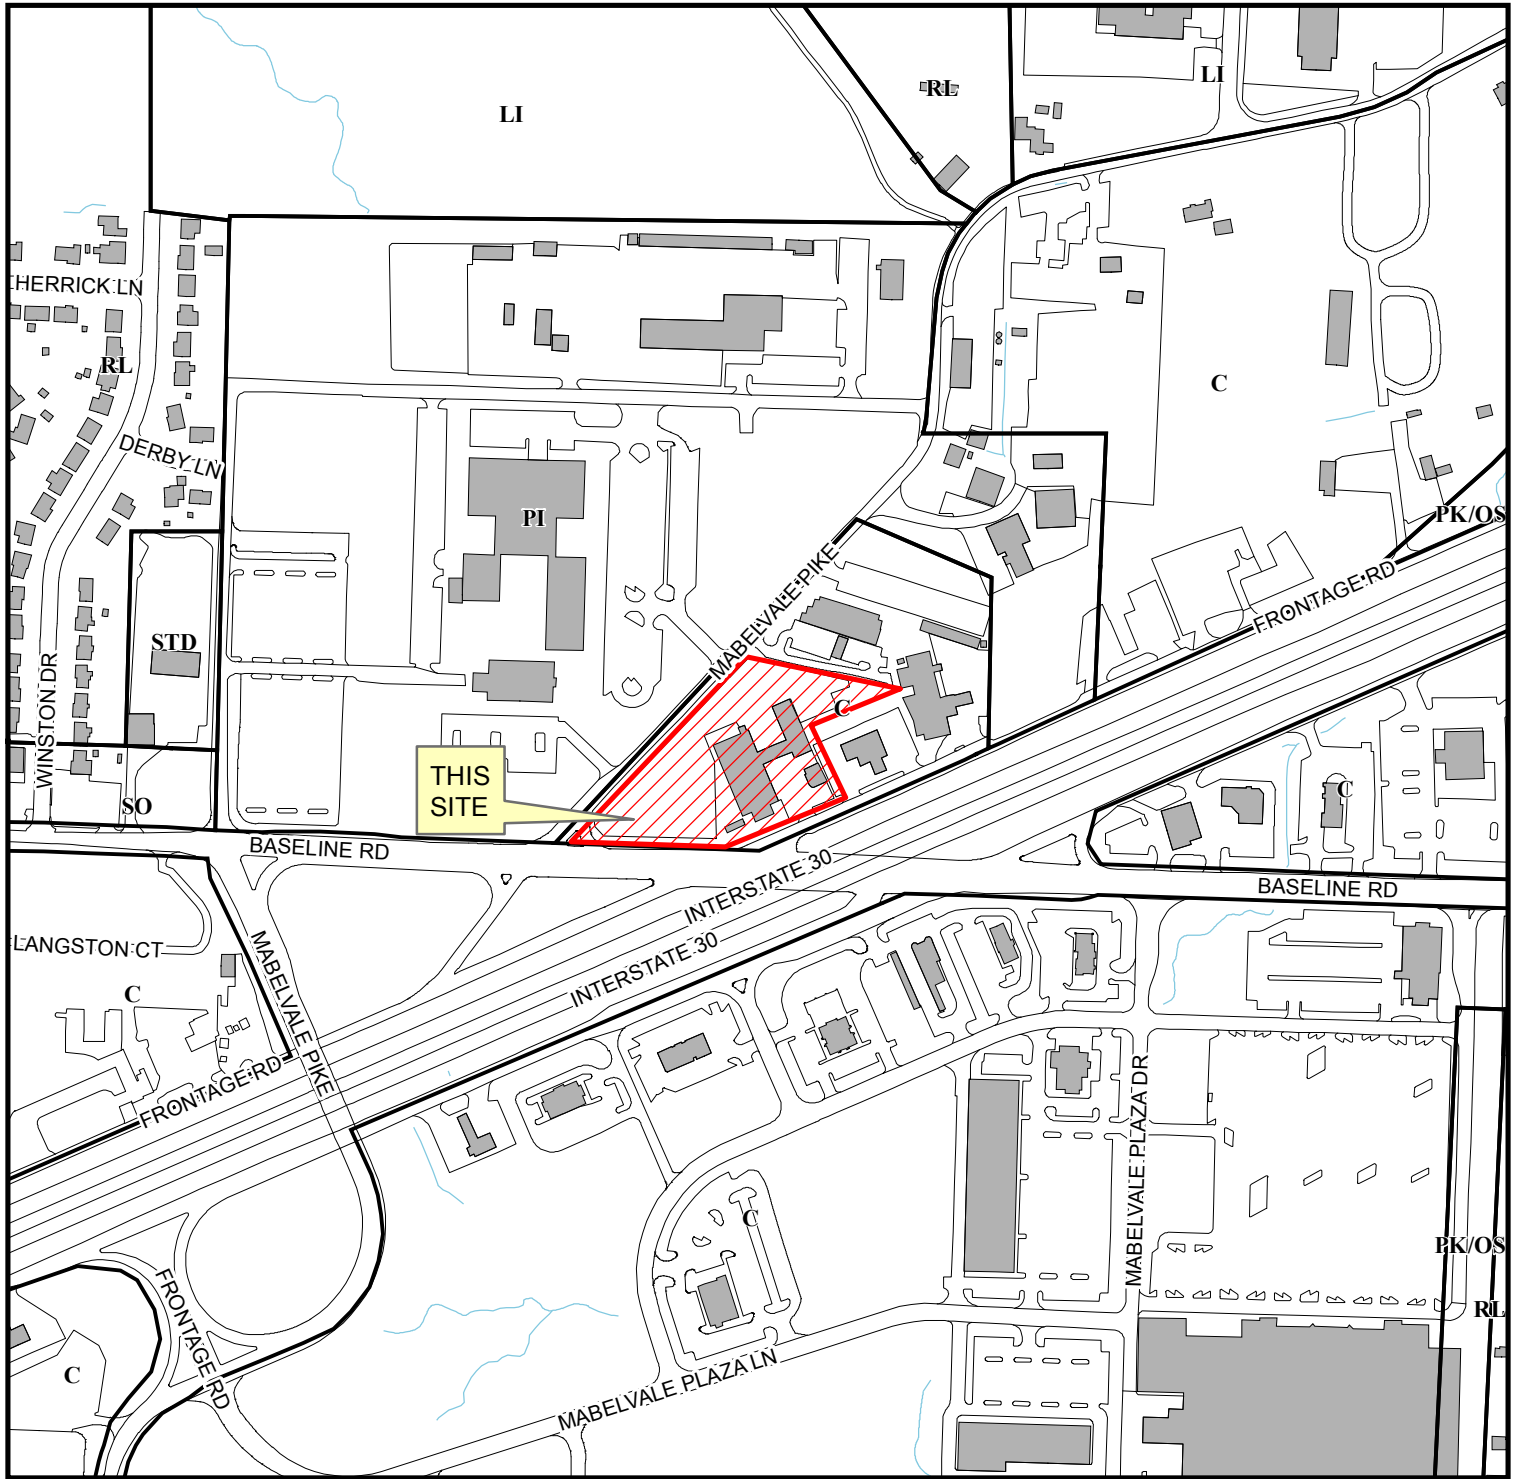 LI
RL
LI
HERRICK LN
RL
C
DERBY LN
PI
PK/OS
MABELVALE PIKE
FRONTAGE RD
STD
WINSTON DR
C
THIS
SITE
SO
C
BASELINE RD
INTERSTATE 30
BASELINE RD
LANGSTON CT
MABELVALE PIKE
INTERSTATE 30
C
FRONTAGE RD
MABELVALE PLAZA DR
C
PK/OS
FRONTAGE RD
RL
C
MABELVALE PLAZA LN